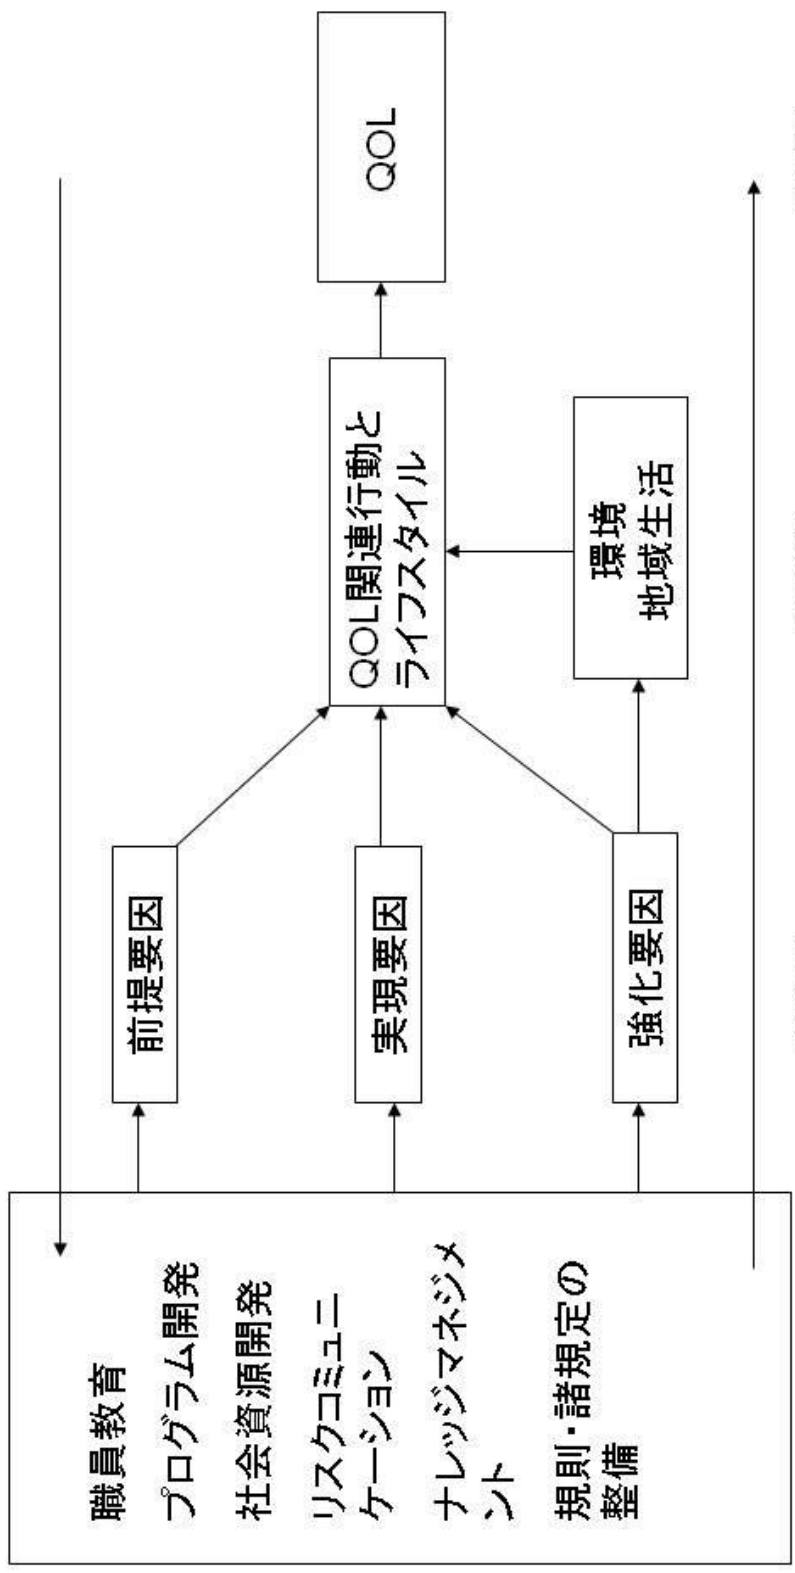 職員教育
プログラム開発
社会資源開発
リスクコミュニ
ケーション
ナレッジマネジメ
ント
規則・諸規定の
整備
前提要因
実現要因
強化要因
QOL関連行動と
ライフスタイル
環境
地域生活
QOL